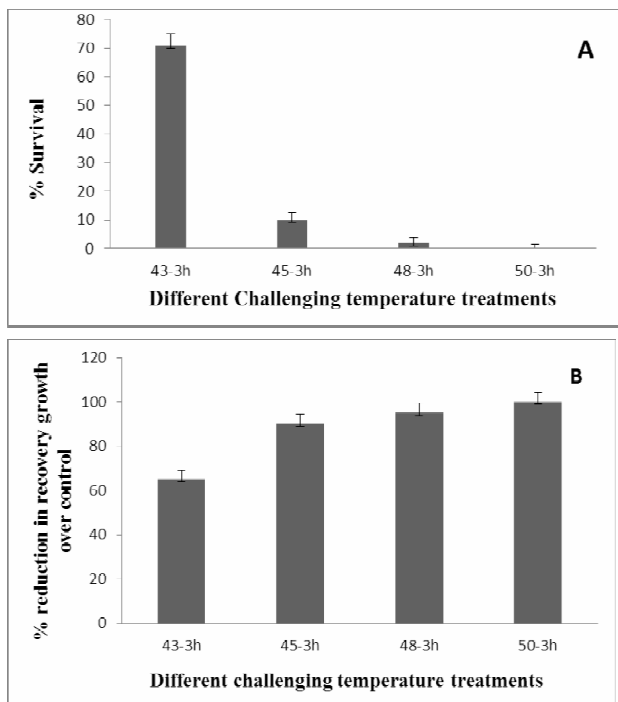 A
80
70
60
50
40
30
20
10
0
% Survival
43-3h 45-3h 48-3h 50-3h
Different Challenging temperature treatments
B
120
100
80
60
40
20
0
% reduction in recovery growth
over control
43-3h 45-3h 48-3h 50-3h
Different challenging temperature treatments